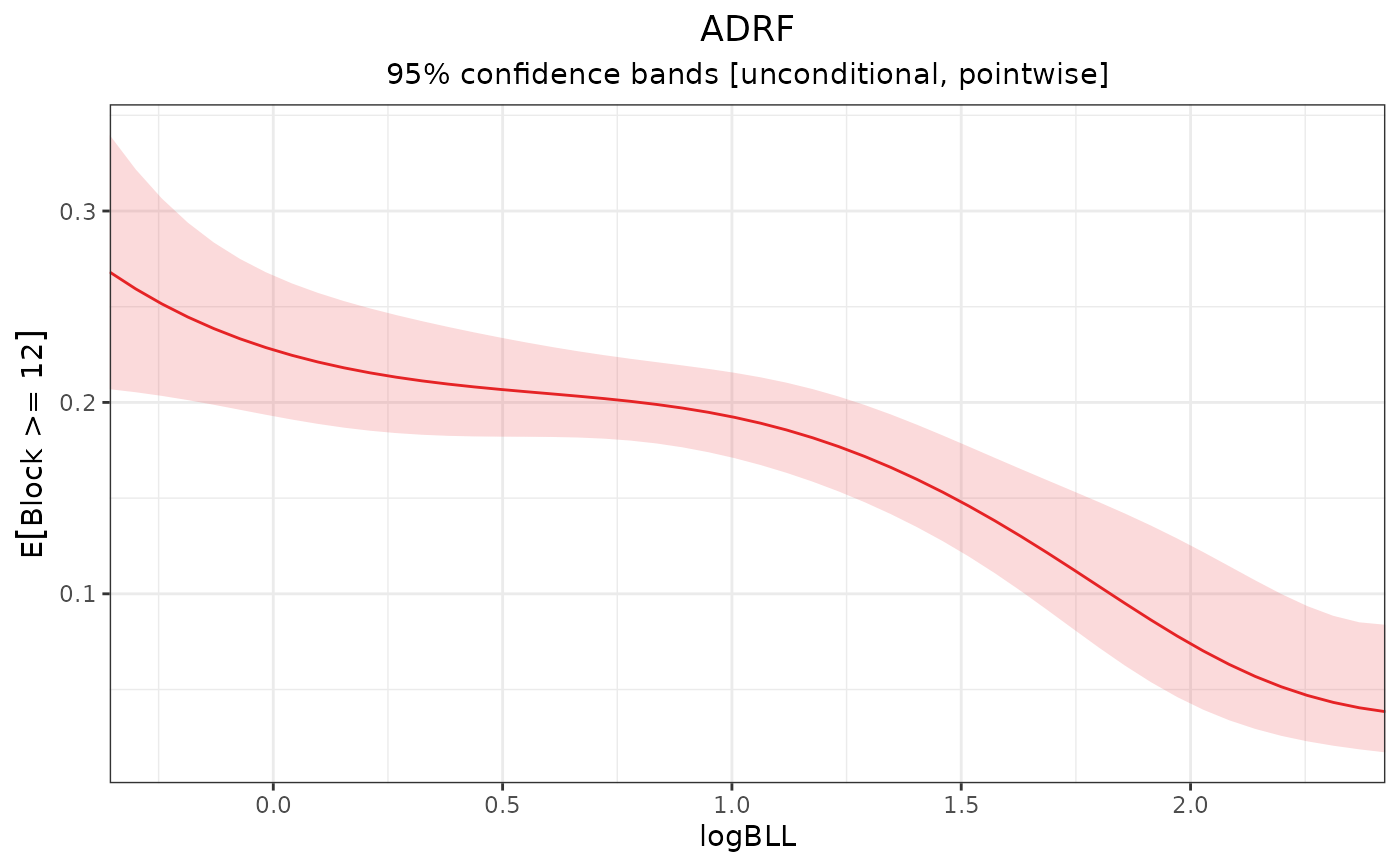 ADRF
95% confidence bands [unconditional, pointwise]
E[Block >= 12]
0.3
0.2
0.1
0.0 0.5 1.0 1.5 2.0
logBLL